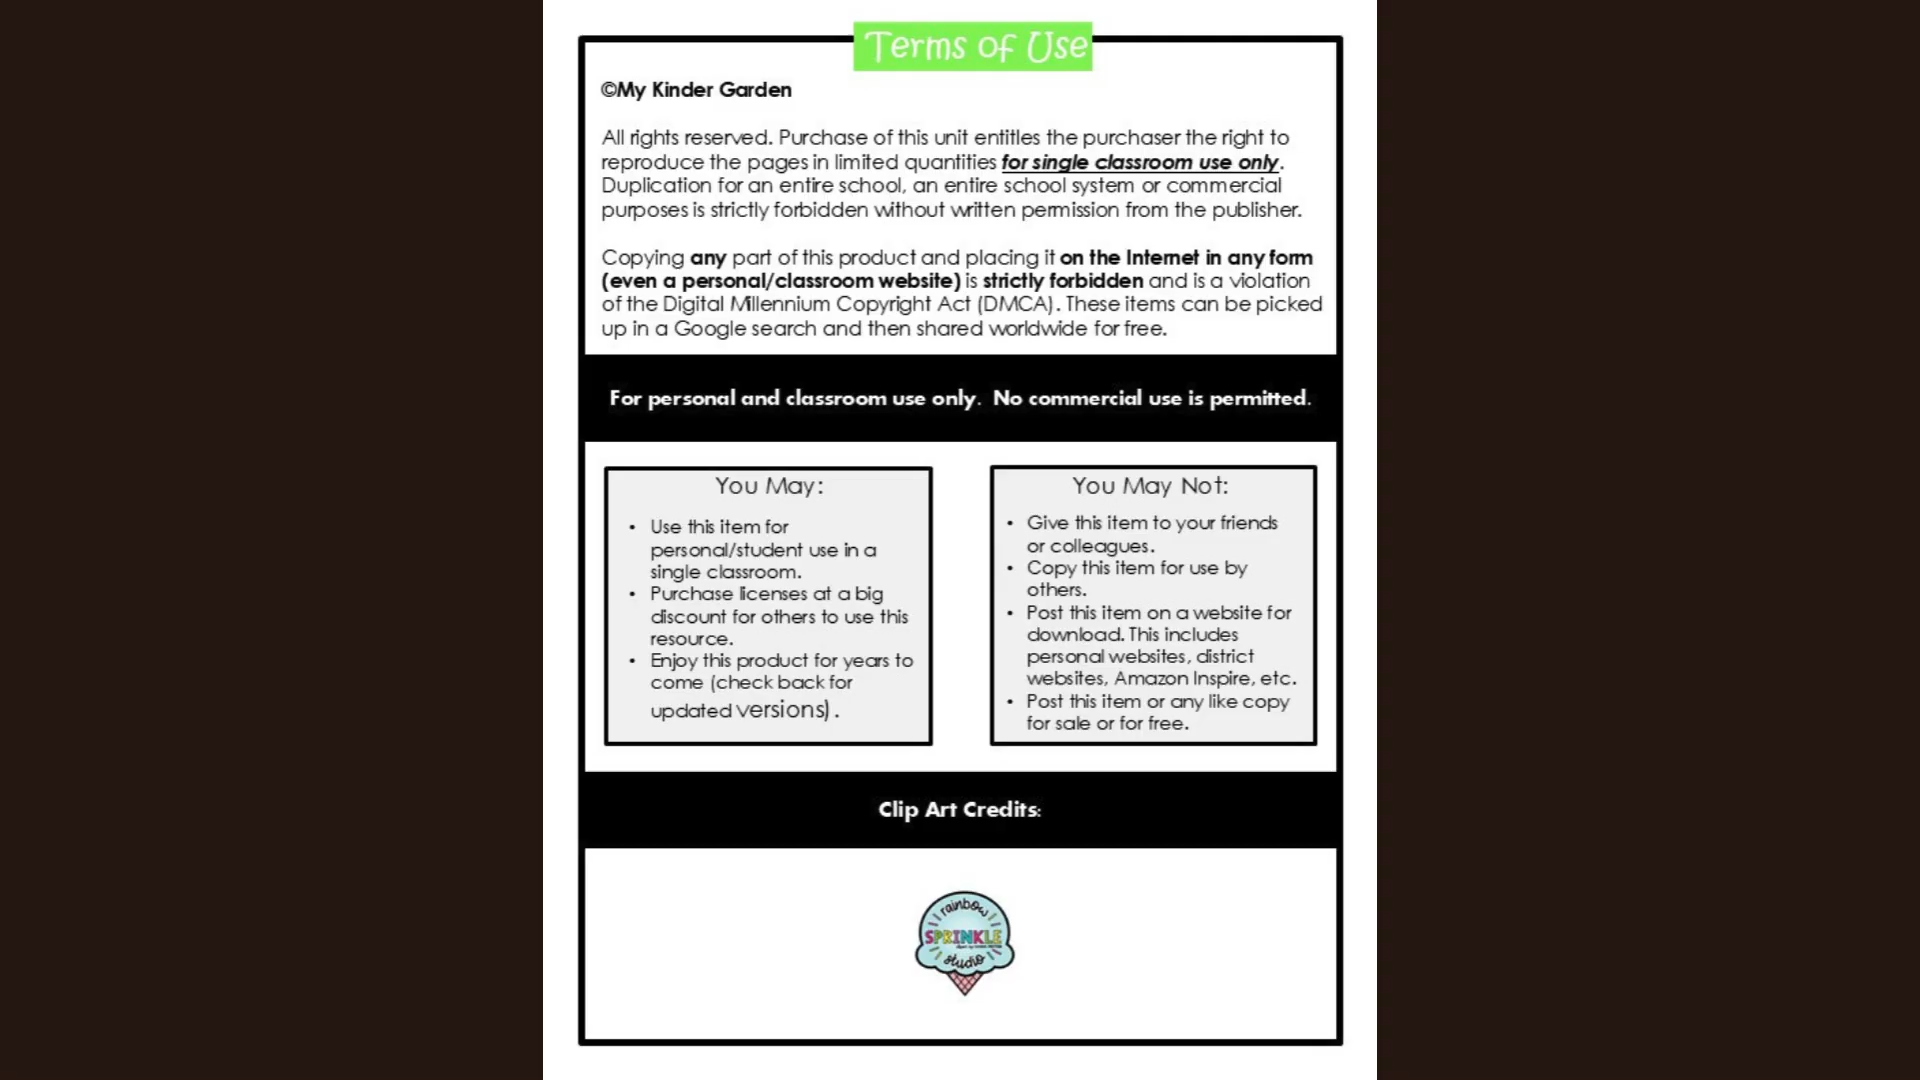 Terms of Use
©My Kinder Garden
All rights reserved. Purchase of this unit entitles the purchaser the right to
reproduce the pages in limited quantities for single classroom use only.
Duplication for an entire school, an entire school system or commercial
purposes is strictly forbidden without written permission from the publisher.
Copying any part of this product and placing it on the Internet in any form
(even a personal/classroom website) is strictly forbidden and is a violation
of the Digital Millennium Copyright Act (DMCA). These items can be picked
up in a Google search and then shared worldwide for free.
For personal and classroom use only. No commercial use is permitted.
You May:
• Use this item for
personal/student use in a
single classroom.
• Purchase licenses at a big
discount for others to use this
resource.
• Enjoy this product for years to
come (check back for
updated versions).
You May Not:
• Give this item to your friends
or colleagues.
• Copy this item for use by
others.
• Post this item on a website for
download. This includes
personal websites, district
websites, Amazon Inspire, etc.
• Post this item or any like copy
for sale or for free.
Clip Art Credits:
rainbow
SPRINKLE
studio